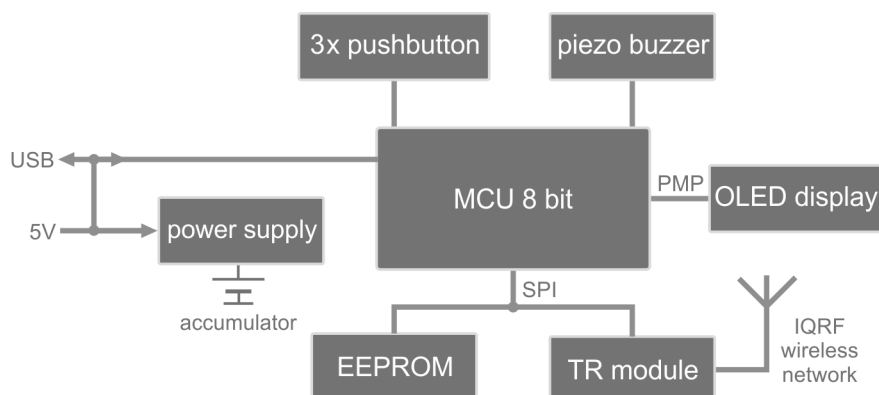 3x pushbutton
piezo buzzer
USB
MCU 8 bit
PMP
OLED display
5V
power supply
SPI
accumulator
IQRF
wireless
network
EEPROM
TR module